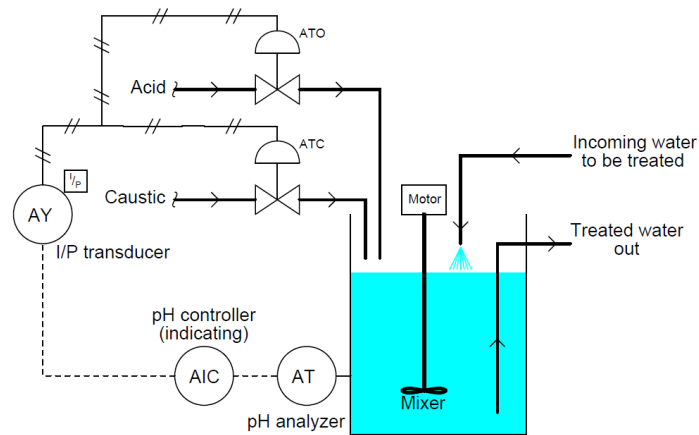 ATO
Acid
Incoming water
to be treated
ATC
I/P
Caustic
Motor
AY
Treated water
out
I/P transducer
pH controller
(indicating)
AIC
AT
Mixer
pH analyzer